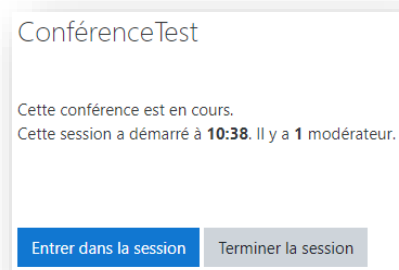 ConférenceTest
Cette conférence est en cours.
Cette session a démarré à 10:38. Il y a 1 modérateur.
Entrer dans la session
Terminer la session